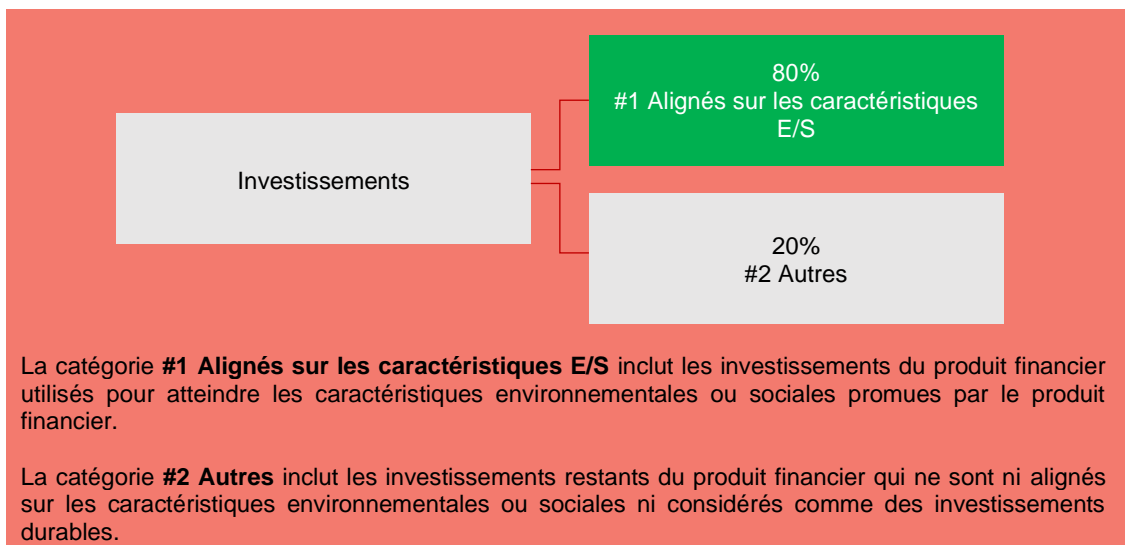 80%
#1 Alignés sur les caractéristiques
E/S
Investissements
20%
#2 Autres
La catégorie #1 Alignés sur les caractéristiques E/S inclut les investissements du produit financier
utilisés pour atteindre les caractéristiques environnementales ou sociales promues par le produit
financier.
La catégorie #2 Autres inclut les investissements restants du produit financier qui ne sont ni alignés
sur les caractéristiques environnementales ou sociales ni considérés comme des investissements
durables.